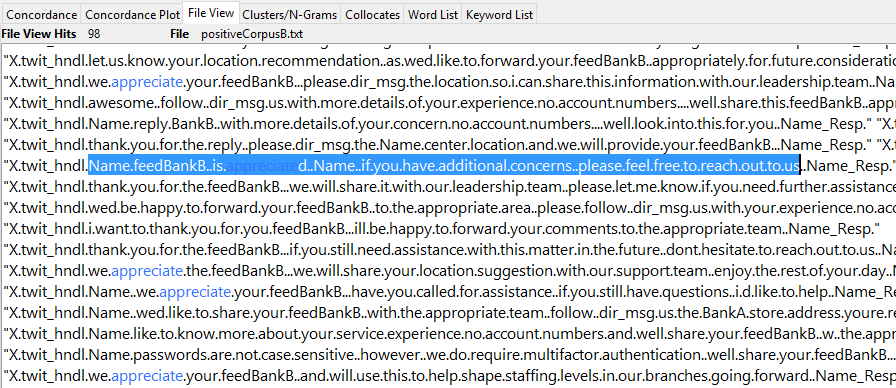 Concordance Concordance Plot File View Clusters/N-Grams Collocates Word List Keyword List
File View Hits 98 File positiveCorpusB.txt
"X.twit_hndl.let.us.know.your.location.recommendation..as.wed.like.to.forward.your.feedBankB..appropriately.for.future.consideratio
"X.twit_hndl.we.appreciate.your.feedBankB...please.dir_msg.the.location.so.i.can.share.this.information.with.our.leadership.team..Na
"X.twit_hndl.awesome..follow..dir_msg.us.with.more.details.of.your.experience.no.account.numbers....well.share.this.feedBankB..app
"X.twit_hndl.Name.reply.BankB..with.more.details.of.your.concern.no.account.numbers....well.look.into.this.for.you..Name_Resp." "X.
"X.twit_hndl.thank.you.for.the.reply..please.dir_msg.the.Name.center.location.and.we.will.provide.your.feedBankB...Name_Resp." "X.t
"X.twit_hndl.Name.feedBankB..is.appreciated..Name..if.you.have.additional.concerns..please.feel.free.to.reach.out.to.us..Name_Resp."
"X.twit_hndl.thank.you.for.the.feedBankB...we.will.share.it.with.our.leadership.team..please.let.me.know.if.you.need.further.assistance
"X.twit_hndl.wed.be.happy.to.forward.your.feedBankB..to.the.appropriate.area..please.follow..dir_msg.us.with.your.experience.no.acc
"X.twit_hndl.i.want.to.thank.you.for.you.feedBankB...ill.be.happy.to.forward.your.comments.to.the.appropriate.team..Name_Resp."
"X.twit_hndl.thank.you.for.the.feedBankB...if.you.still.need.assistance.with.this.matter.in.the.future..dont.hesitate.to.reach.out.to.us..Na
"X.twit_hndl.we.appreciate.the.feedBankB...we.will.share.your.location.suggestion.with.our.support.team..enjoy.the.rest.of.your.day..N
"X.twit_hndl.Name..we.appreciate.your.feedBankB...have.you.called.for.assistance..if.you.still.have.questions..i.d.like.to.help..Name_Re
"X.twit_hndl.Name..wed.like.to.share.your.feedBankB..with.the.appropriate.team..follow..dir_msg.us.the.BankA.store.address.youre.re
"X.twit_hndl.Name.like.to.know.more.about.your.service.experience.no.account.numbers.and.well.share.your.feedBankB..w..the.app
"X.twit_hndl.Name.passwords.are.not.case.sensitive..however..we.do.require.multifactor.authentication..well.share.your.feedBankB...
"X.twit_hndl.we.appreciate.your.feedBankB..and.will.use.this.to.help.shape.staffing.levels.in.our.branches.going.forward..Name_Resp